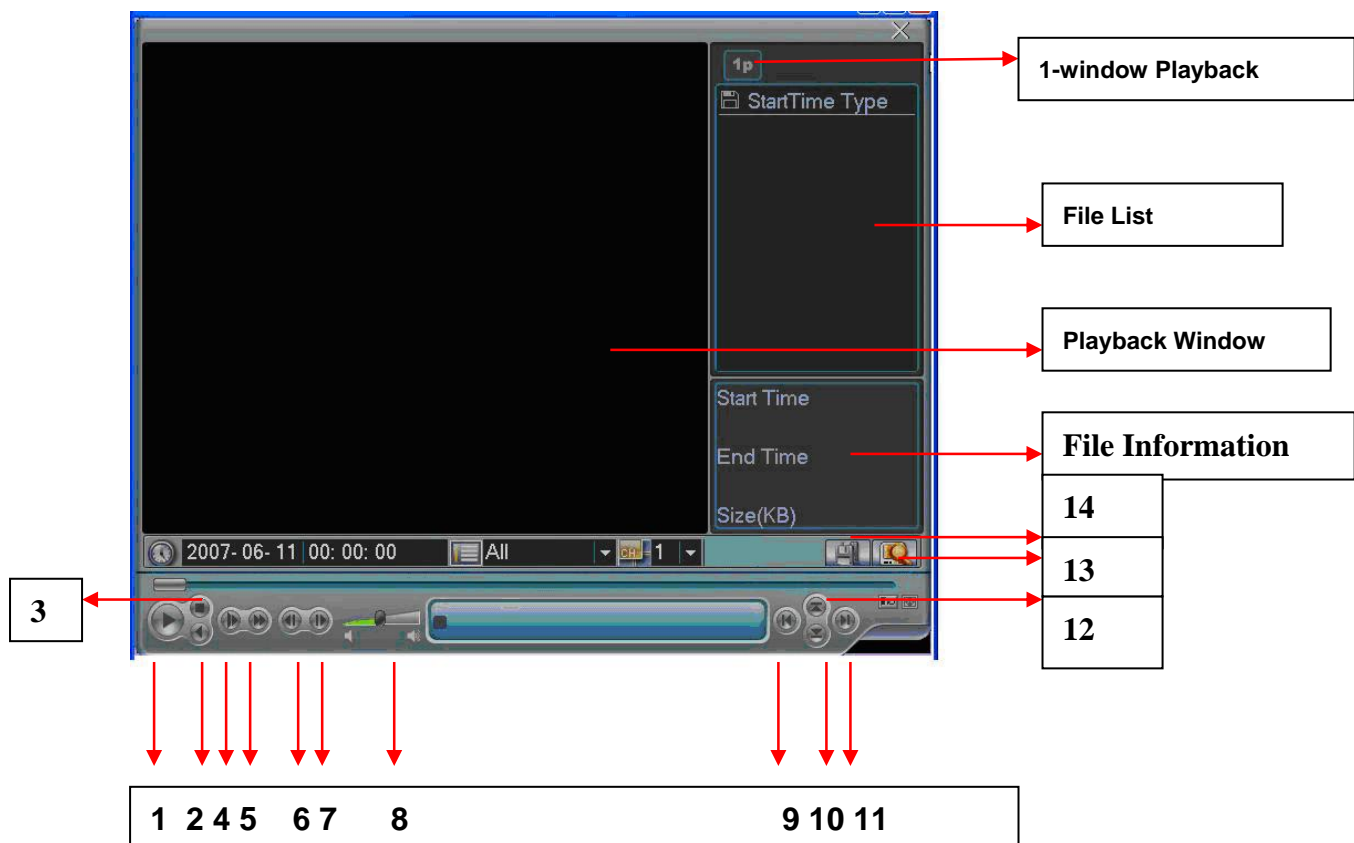 1p
1-window Playback
StartTime Type
File List
Playback Window
Start Time
File Information
End Time
14
Size(KB)
2007- 06- 11 00: 00: 00 All CH 1
13
3
12
1 2 4 5 6 7 8 9 10 11